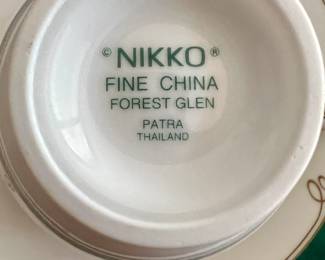 © NIKKO ®
FINE CHINA
FOREST GLEN
PATRA
THAILAND